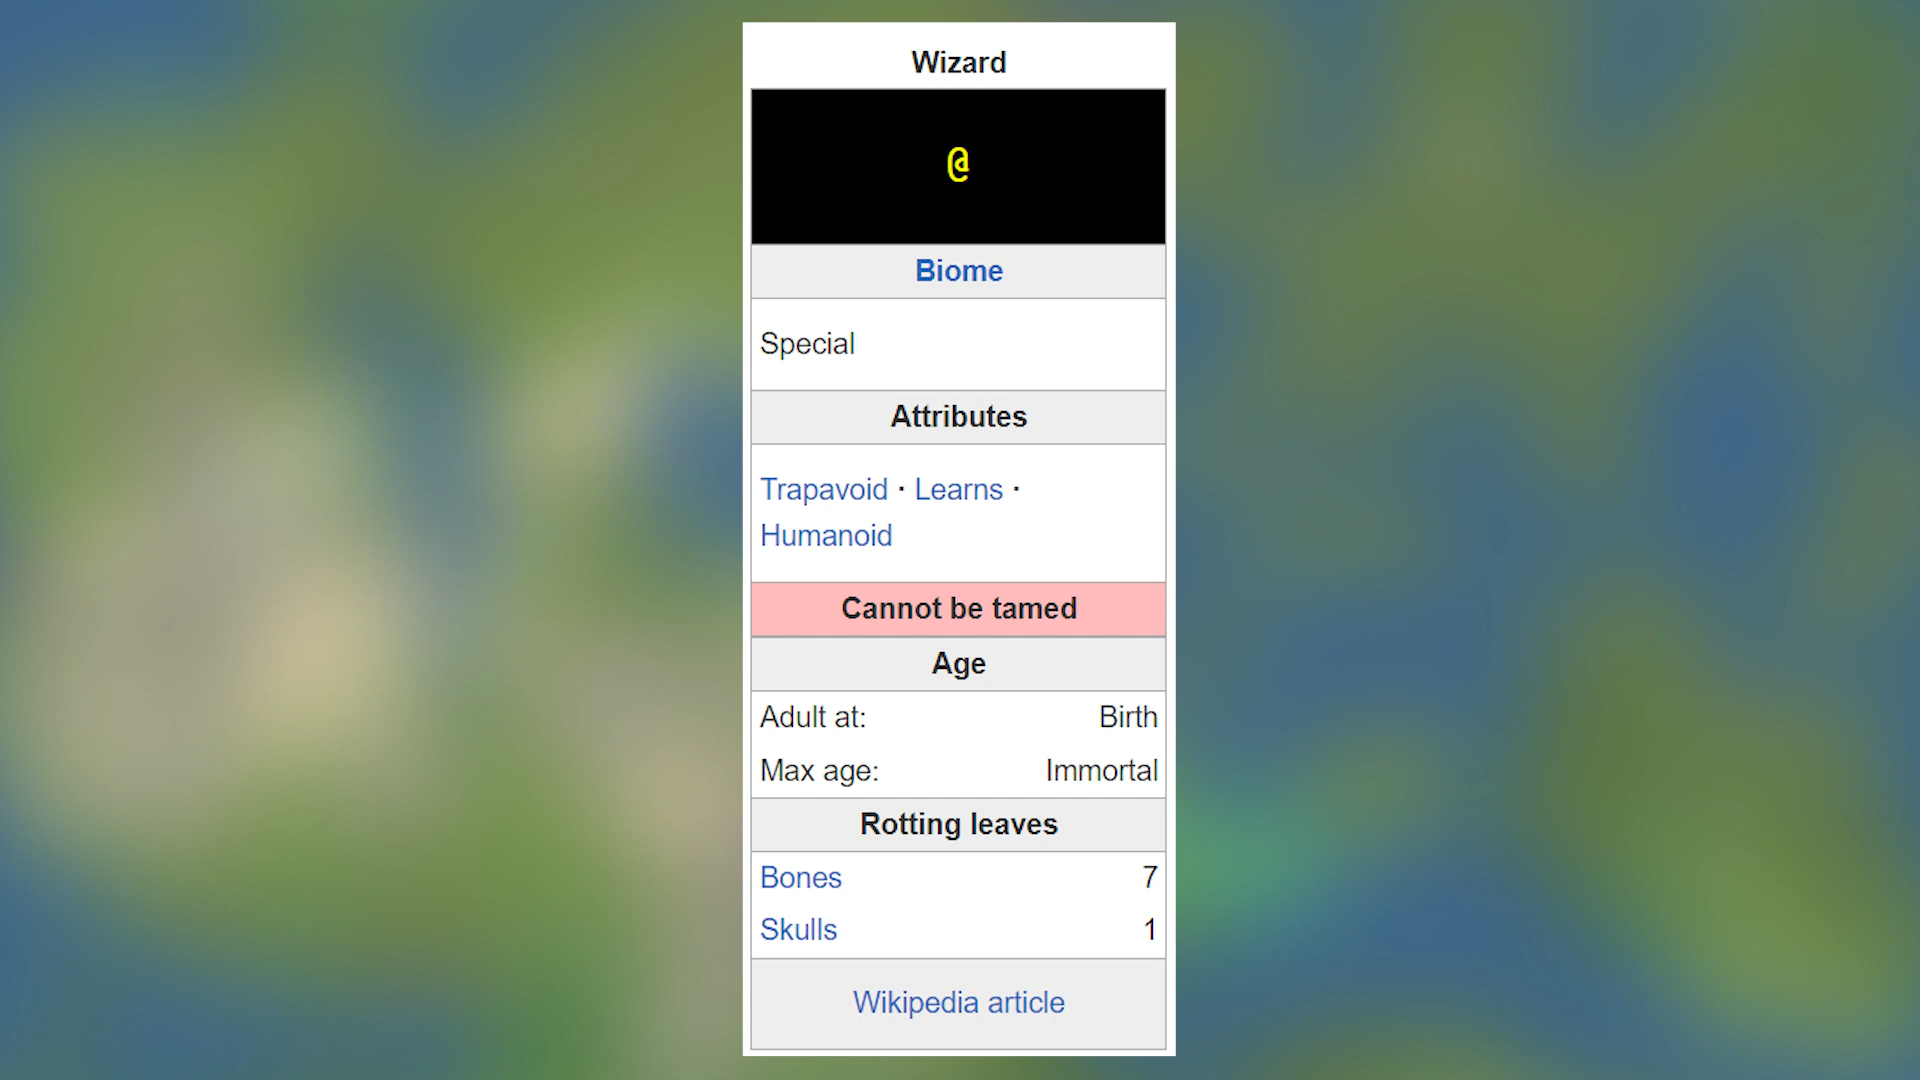 Wizard
@
Biome
Special
Attributes
Trapavoid · Learns ·
Humanoid
Cannot be tamed
Age
Adult at: Birth
Max age: Immortal
Rotting leaves
Bones 7
Skulls 1
Wikipedia article